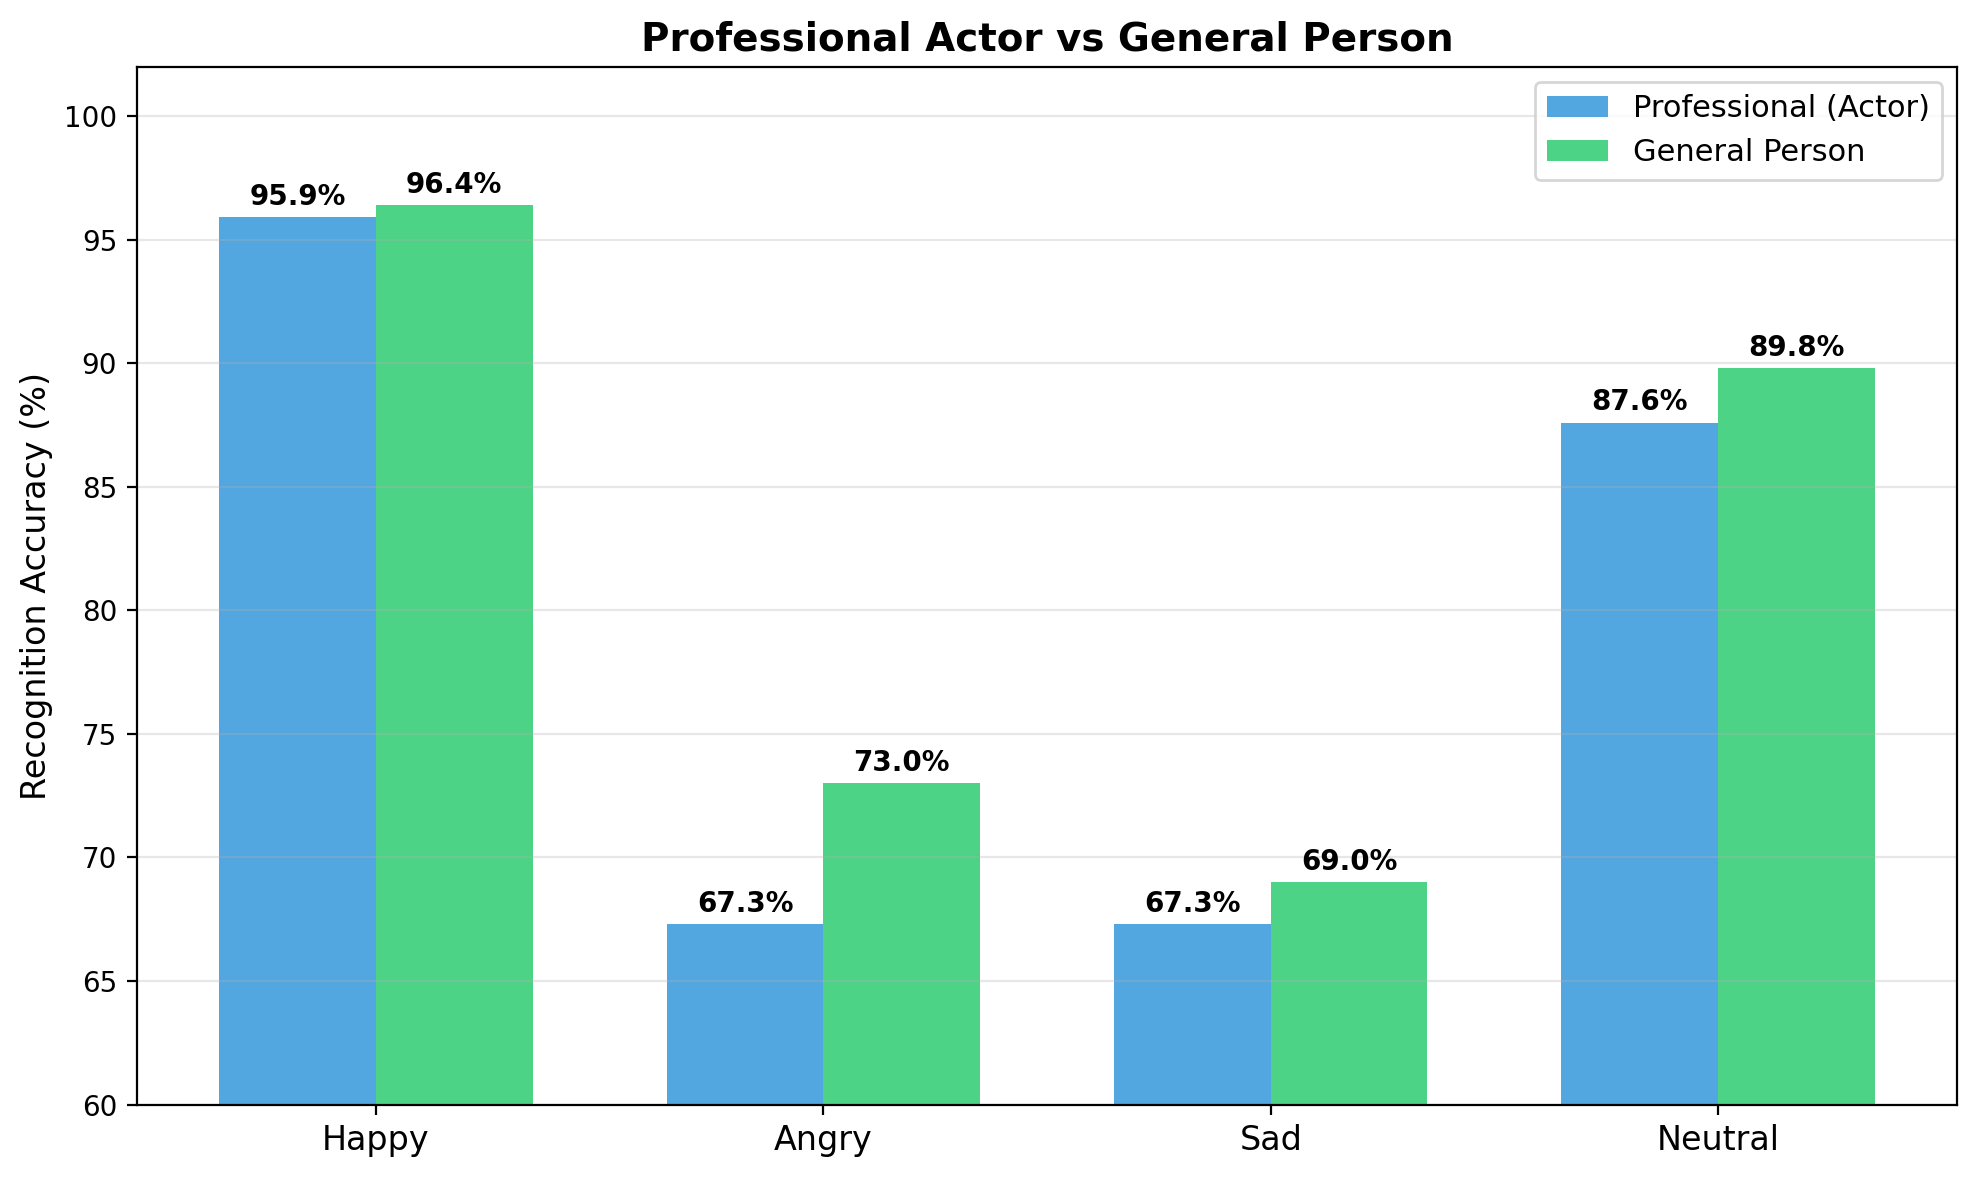 Professional Actor vs General Person
Professional (Actor)
General Person
Recognition Accuracy (%)
100
95
90
85
80
75
70
65
60
95.9%
96.4%
67.3%
73.0%
67.3%
69.0%
87.6%
89.8%
Happy
Angry
Sad
Neutral